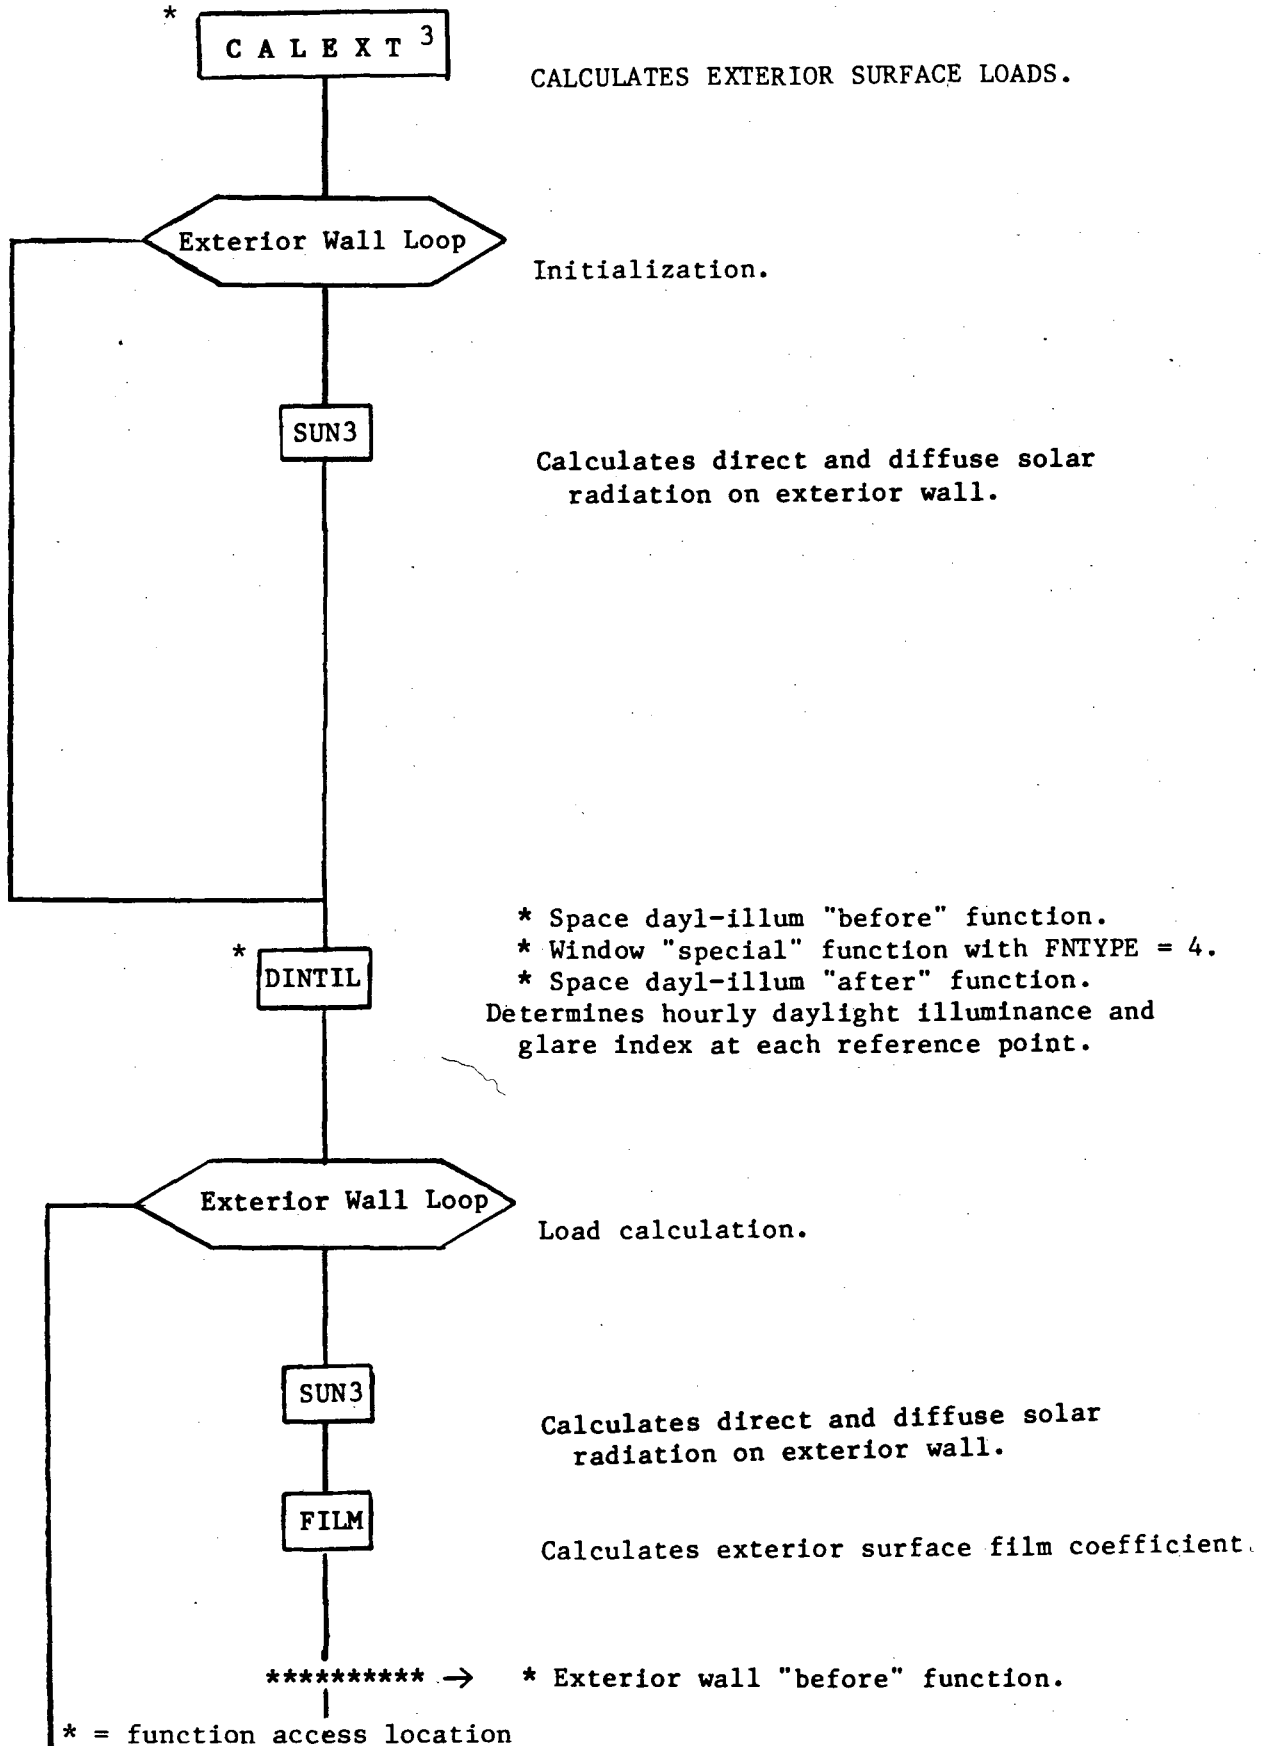 *
C A L E X T 3
CALCULATES EXTERIOR SURFACE LOADS.
Exterior Wall Loop
Initialization.
SUN3
Calculates direct and diffuse solar
radiation on exterior wall.
* Space dayl-illum "before" function.
* Window "special" function with FNTYPE = 4.
*
DINTIL
* Space dayl-illum "after" function.
Determines hourly daylight illuminance and
glare index at each reference point.
Exterior Wall Loop
Load calculation.
SUN3
Calculates direct and diffuse solar
radiation on exterior wall.
FILM
Calculates exterior surface film coefficient.
********** → * Exterior wall "before" function.
* = function access location